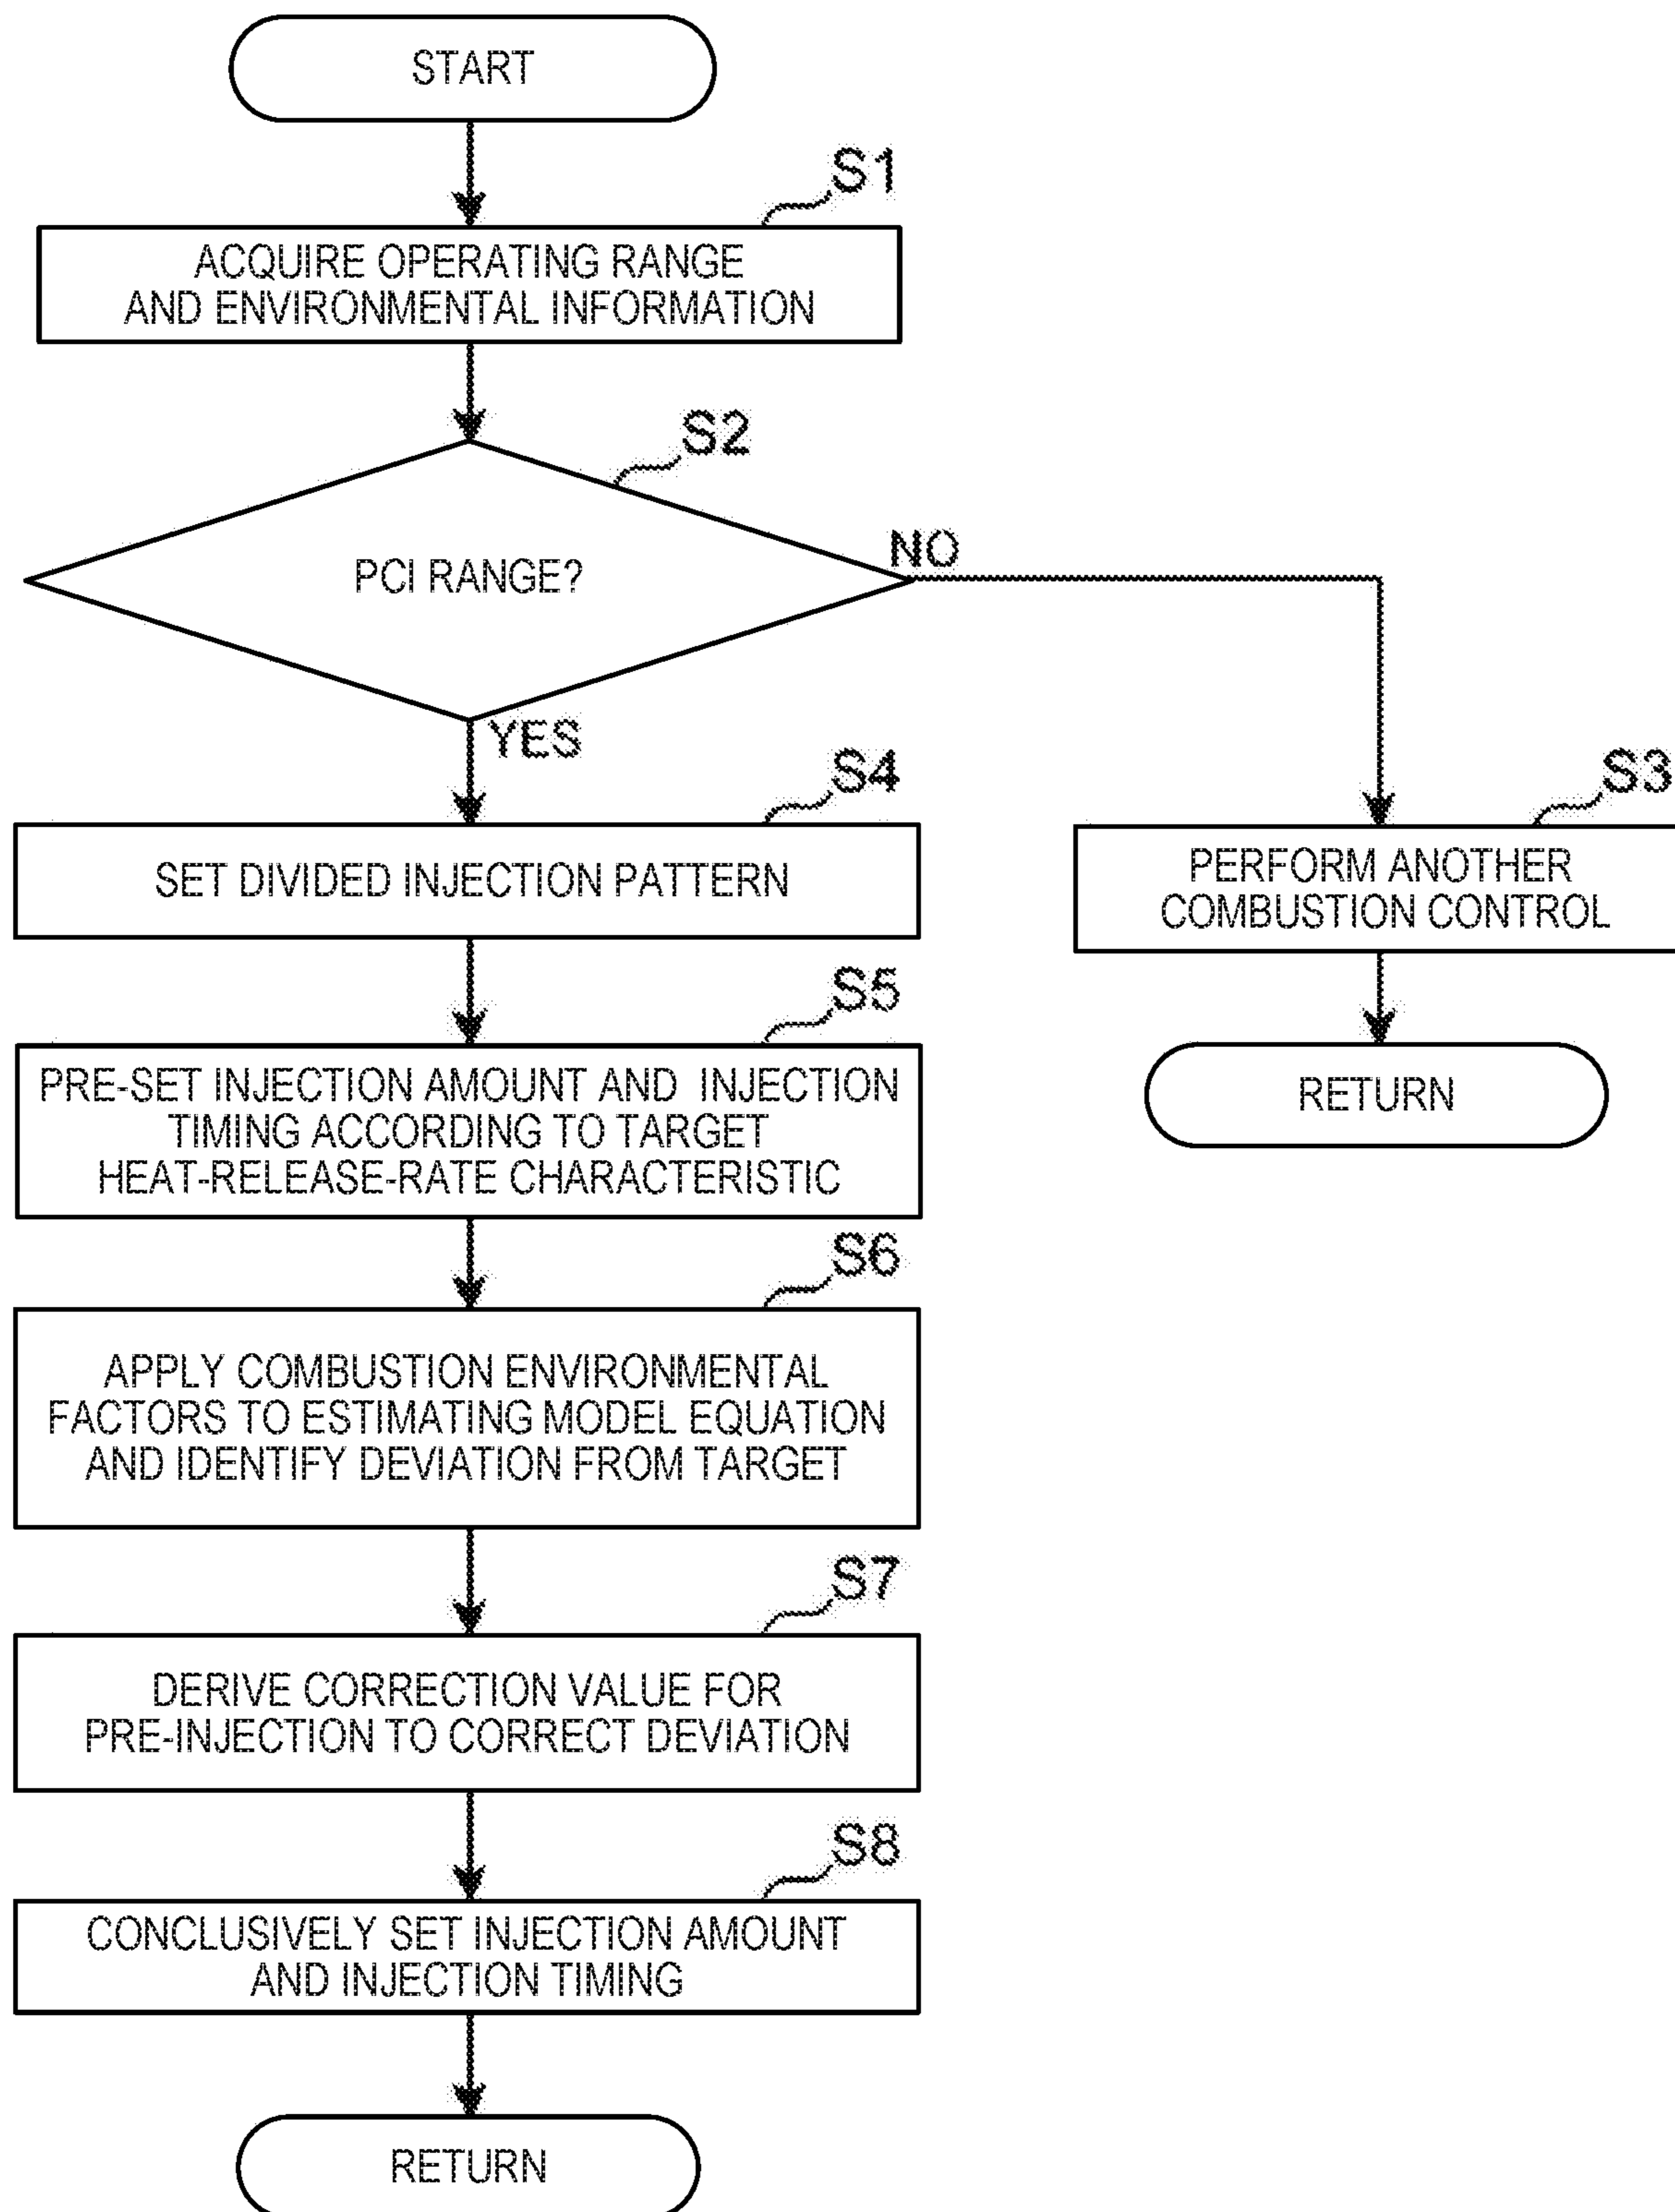 START
S1
ACQUIRE OPERATING RANGE
AND ENVIRONMENTAL INFORMATION
S2
PCI RANGE?
NO
YES
S3
PERFORM ANOTHER
COMBUSTION CONTROL
RETURN
S4
SET DIVIDED INJECTION PATTERN
S5
PRE-SET INJECTION AMOUNT AND INJECTION
TIMING ACCORDING TO TARGET
HEAT-RELEASE-RATE CHARACTERISTIC
S6
APPLY COMBUSTION ENVIRONMENTAL
FACTORS TO ESTIMATING MODEL EQUATION
AND IDENTIFY DEVIATION FROM TARGET
S7
DERIVE CORRECTION VALUE FOR
PRE-INJECTION TO CORRECT DEVIATION
S8
CONCLUSIVELY SET INJECTION AMOUNT
AND INJECTION TIMING
RETURN